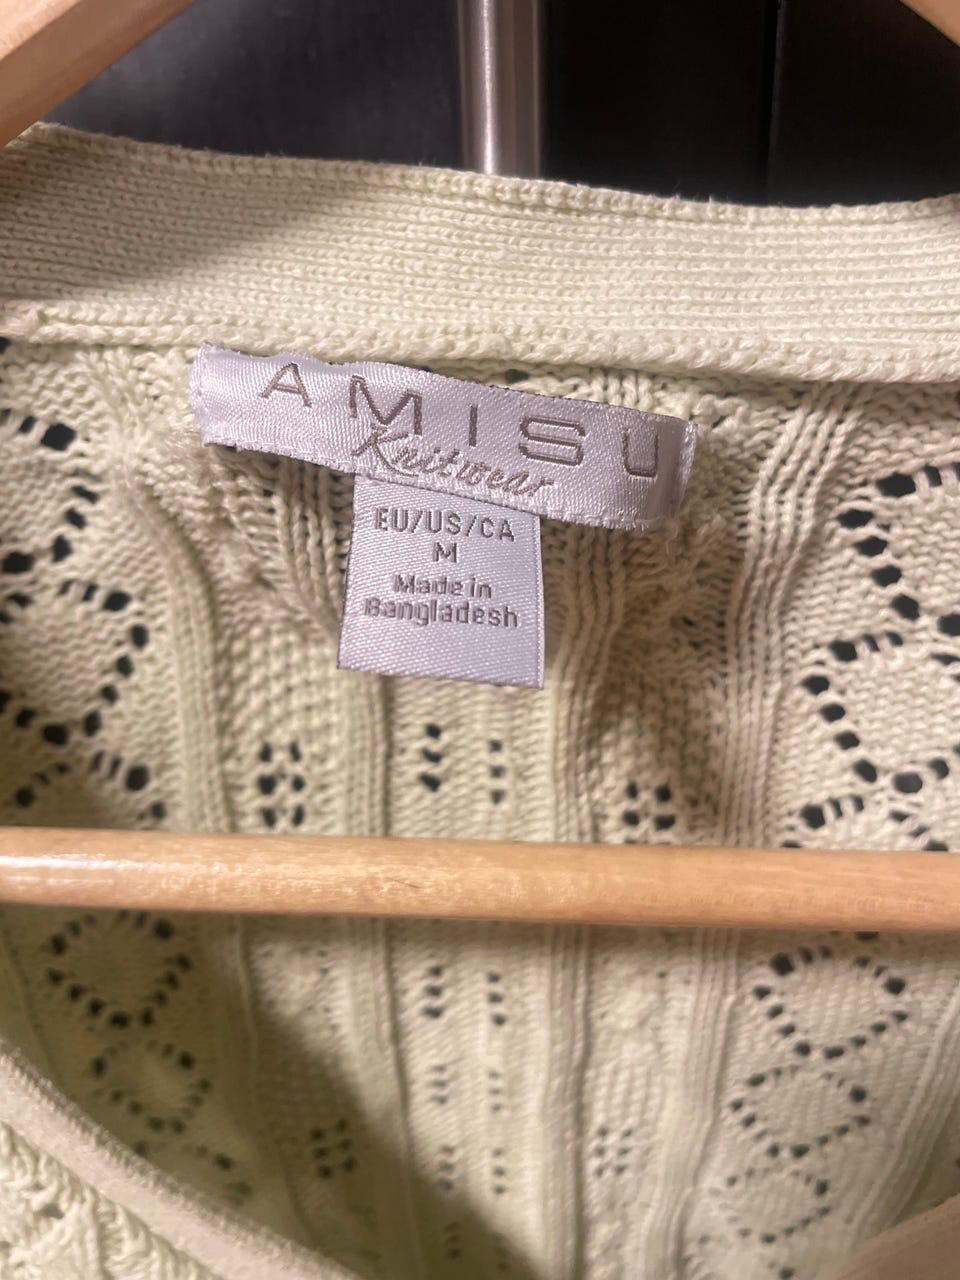 AMISU
Knitwear
EU/US/CA
M
Made in
Bangladesh